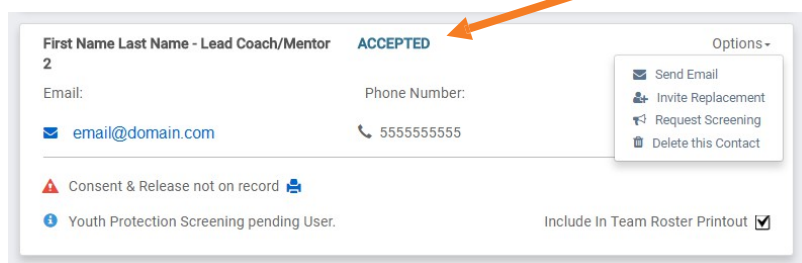 First Name Last Name - Lead Coach/Mentor 2
ACCEPTED
Options
Send Email
Invite Replacement
Request Screening
Delete this Contact
Email:
Phone Number:
email@domain.com
5555555555
Consent & Release not on record
Youth Protection Screening pending User.
Include In Team Roster Printout